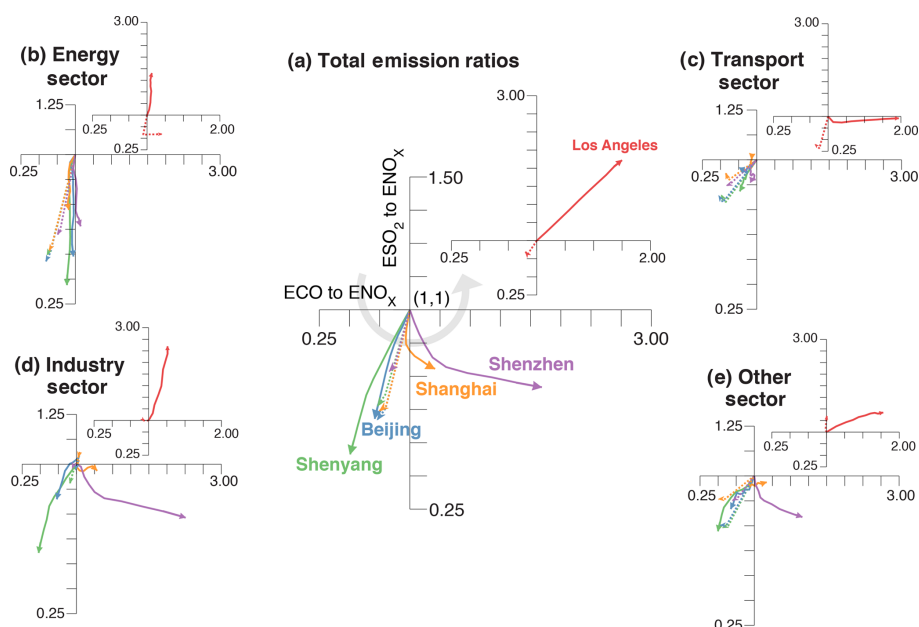 (a) Total emission ratios
3.00
Los Angeles
0.25
2.00
0.25
1.50
ESO2 to ENOX
ECO to ENOX
(1,1)
0.25
3.00
Shenzhen
Shanghai
Beijing
Shenyang
0.25
(b) Energy
sector
3.00
0.25
2.00
0.25
1.25
0.25
3.00
0.25
(c) Transport
sector
3.00
0.25
2.00
0.25
1.25
0.25
3.00
0.25
(d) Industry
sector
3.00
0.25
2.00
0.25
1.25
0.25
3.00
0.25
(e) Other
sector
3.00
0.25
2.00
0.25
1.25
0.25
3.00
0.25